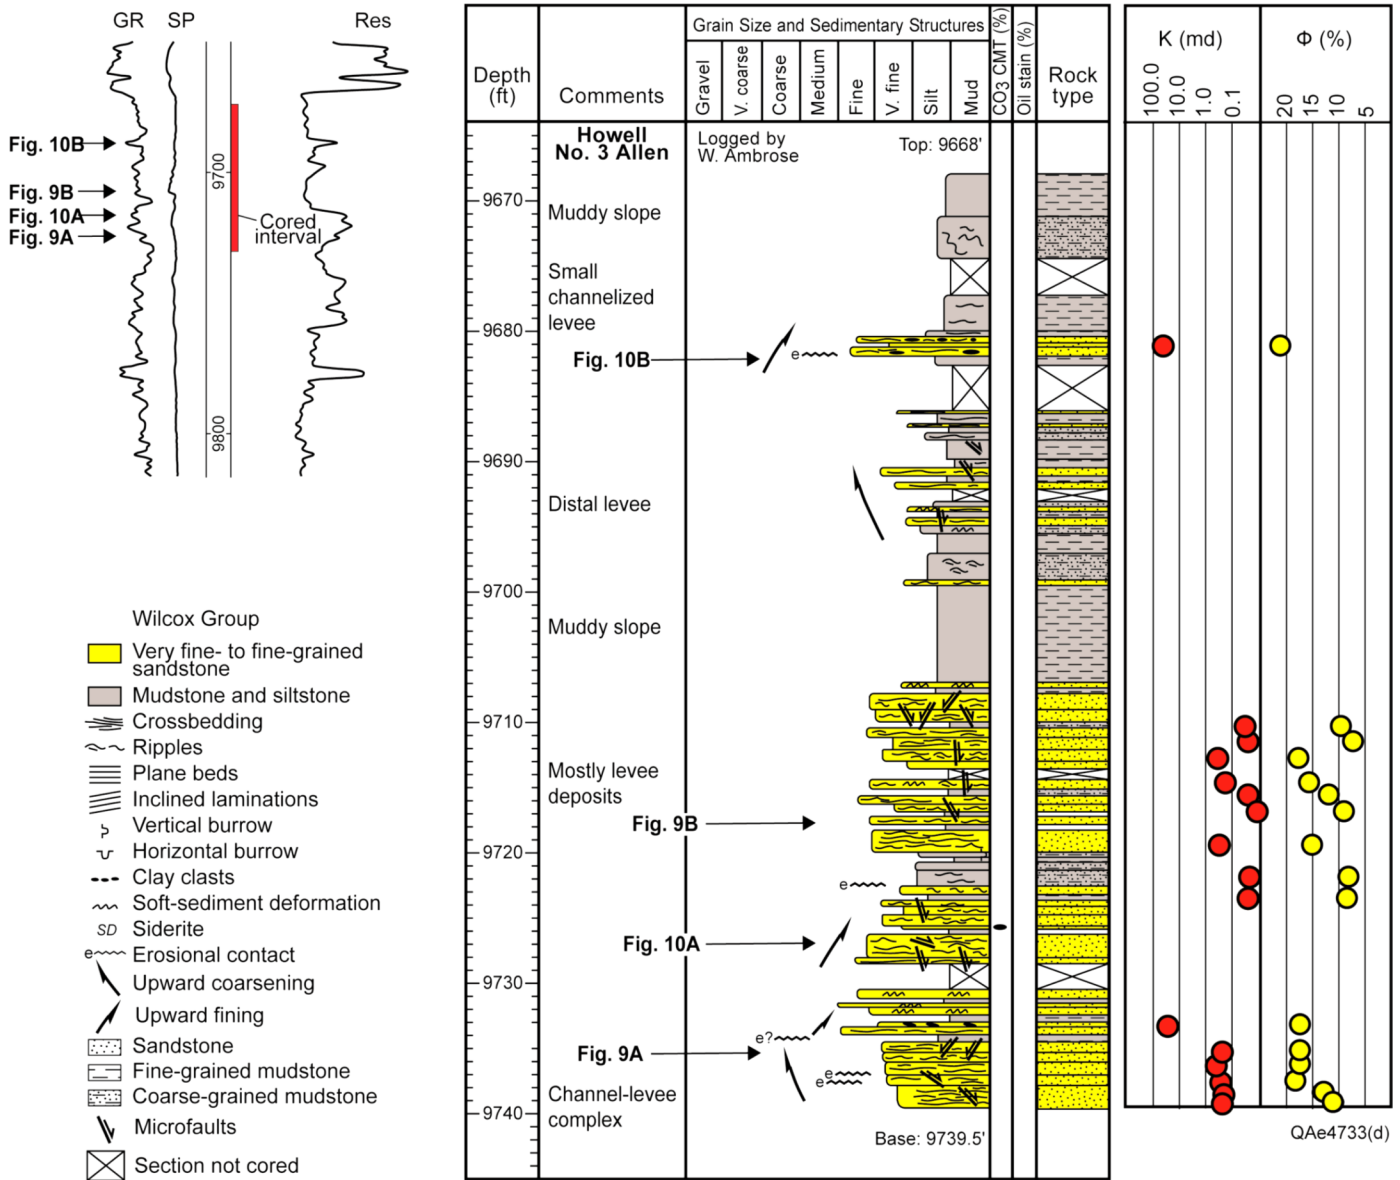 GR SP Res
Fig. 10B
Fig. 9B
Fig. 10A
Fig. 9A
9700
9800
Cored
interval
Wilcox Group
Very fine- to fine-grained
sandstone
Mudstone and siltstone
Crossbedding
Ripples
Plane beds
Inclined laminations
Vertical burrow
Horizontal burrow
Clay clasts
Soft-sediment deformation
SD Siderite
e Erosional contact
Upward coarsening
Upward fining
Sandstone
Fine-grained mudstone
Coarse-grained mudstone
Microfaults
Section not cored
Depth
(ft)
Comments
Grain Size and Sedimentary Structures
Gravel
V. coarse
Coarse
Medium
Fine
V. fine
Silt
Mud
CO3 CMT (%)
Oil stain (%)
Rock
type
K (md)
100.0
10.0
1.0
0.1
Φ (%)
20
15
10
5
Howell
No. 3 Allen
Logged by
W. Ambrose
Top: 9668'
9670
Muddy slope
Small
channelized
levee
9680
e
Fig. 10B
9690
Distal levee
9700
Muddy slope
9710
Mostly levee
deposits
Fig. 9B
9720
e
Fig. 10A
9730
e?
Fig. 9A
e
e
Channel-levee
complex
9740
Base: 9739.5'
QAe4733(d)